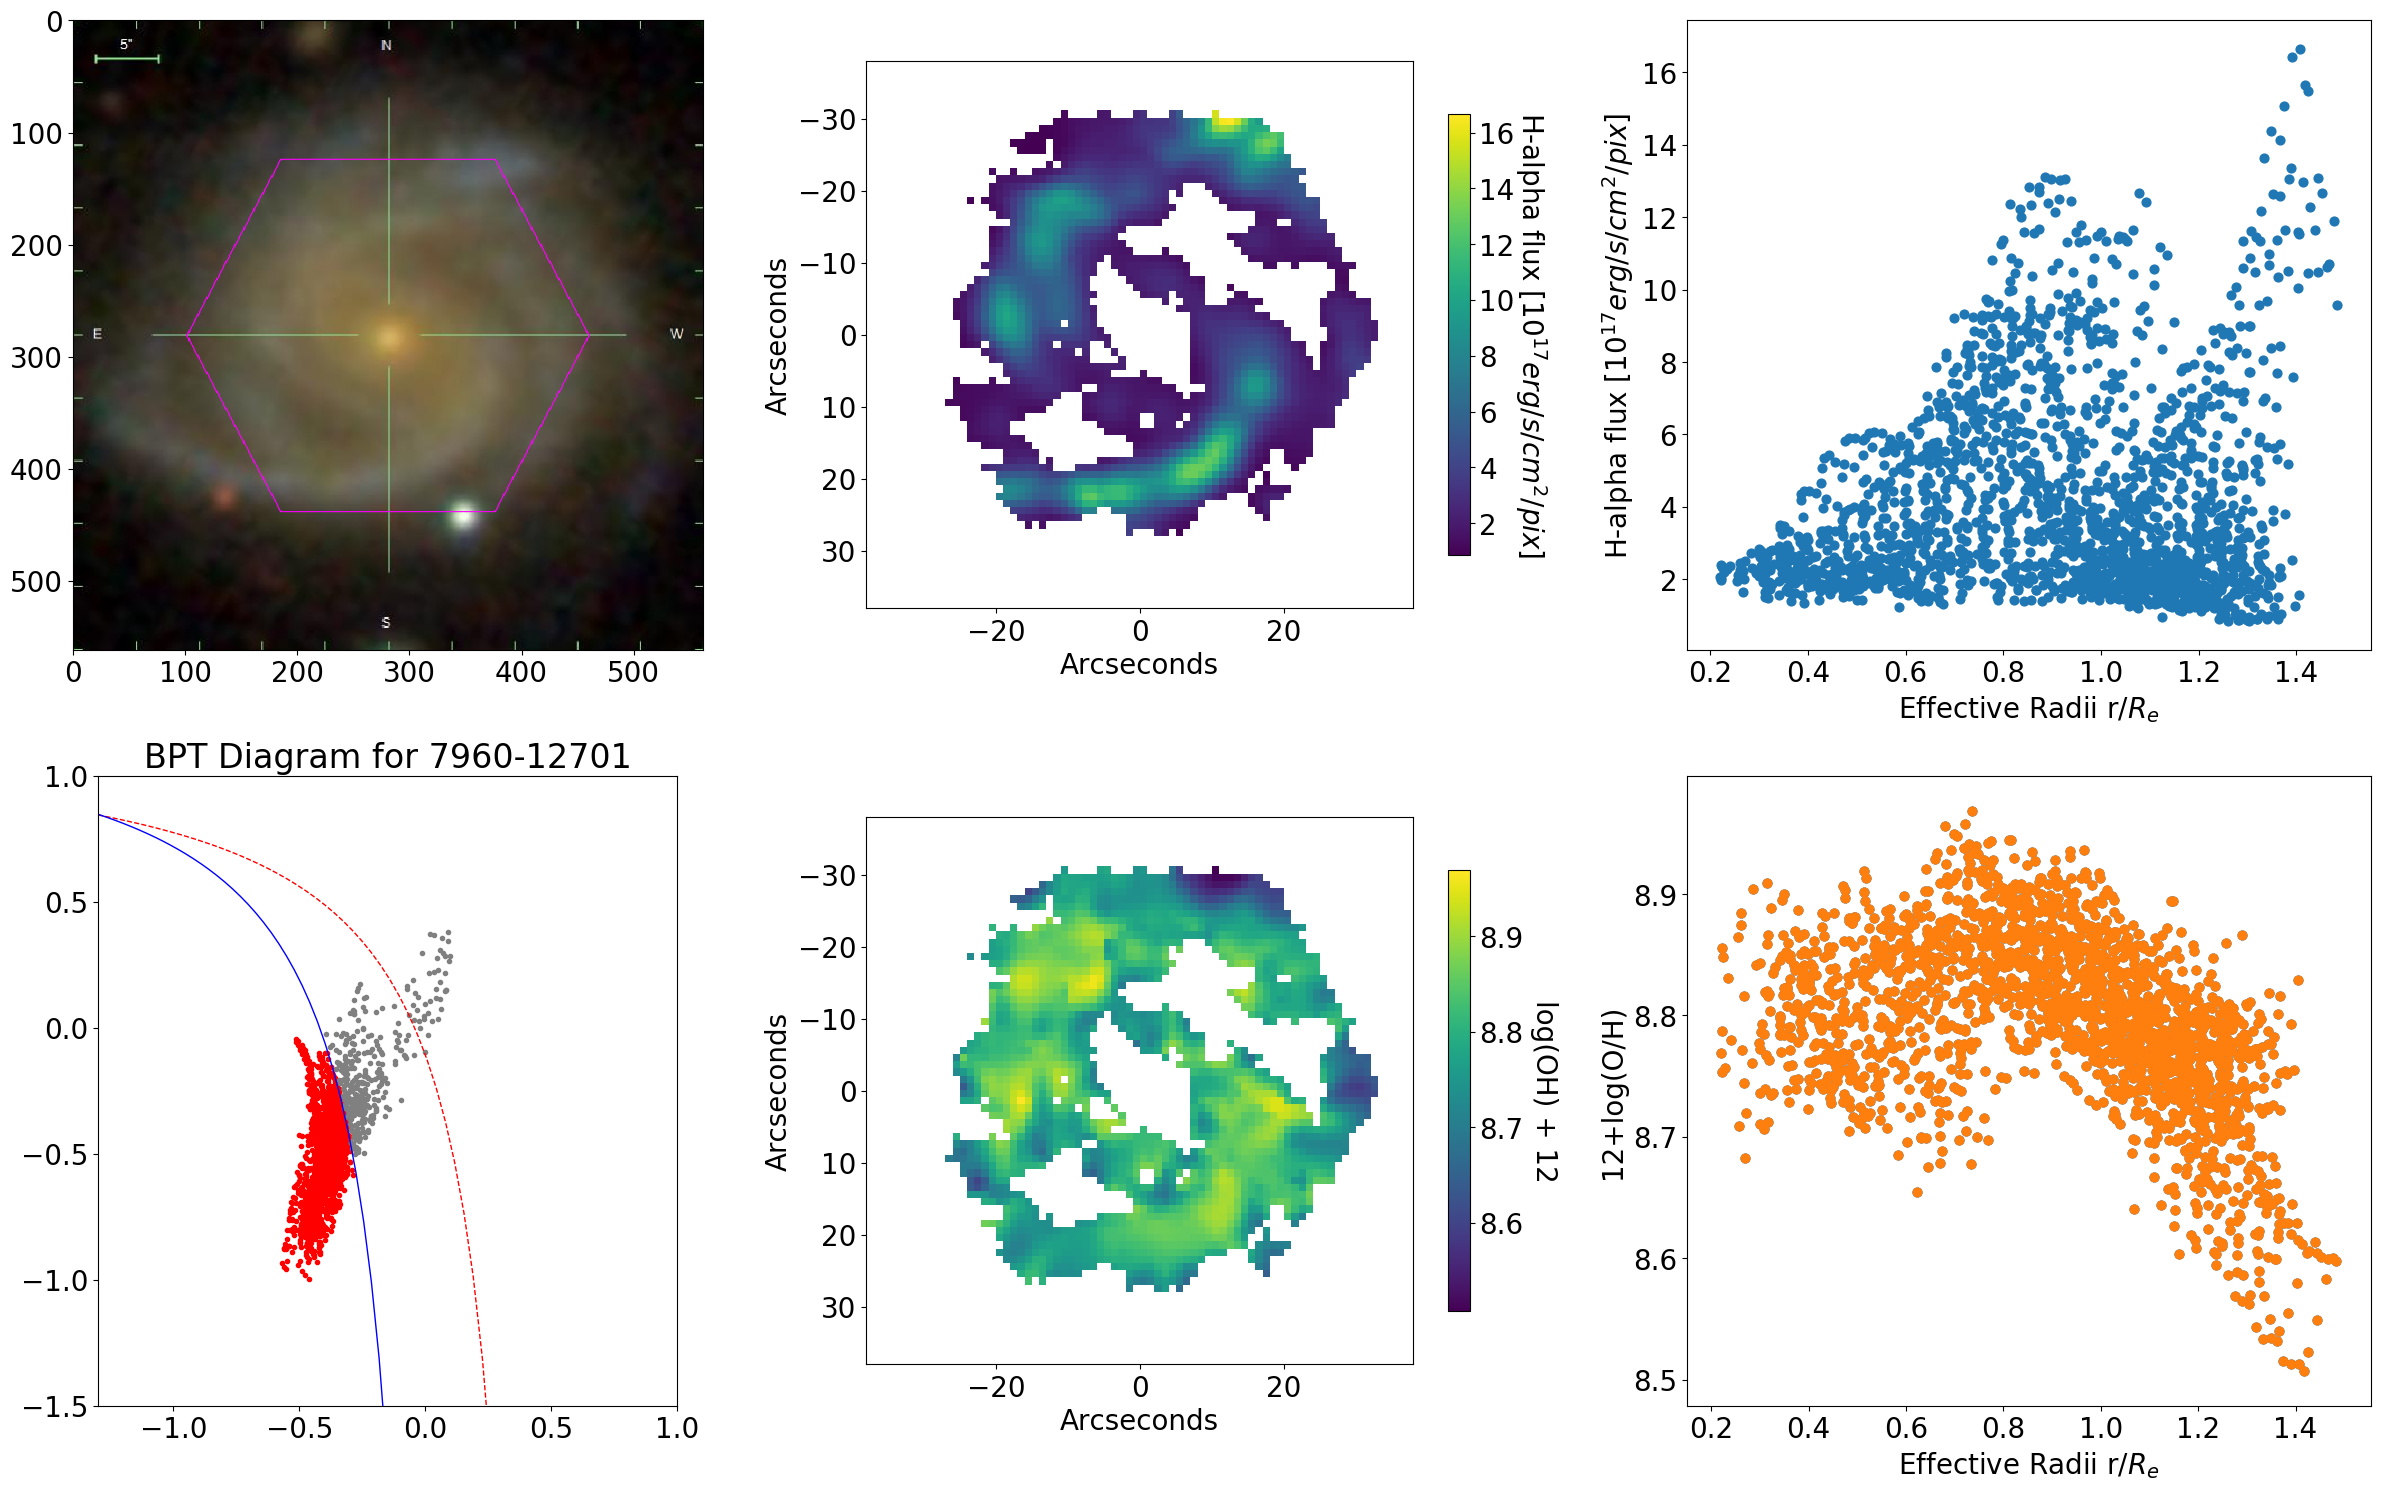 0
100
200
300
400
500
0 100 200 300 400 500
5"
N
E
W
S
−30
−20
−10
0
10
20
30
−20 0 20
Arcseconds
Arcseconds
16
14
12
10
8
6
4
2
H-alpha flux [10^17 erg/s/cm^2/pix]
H-alpha flux [10^17 erg/s/cm^2/pix]
16
14
12
10
8
6
4
2
0.2 0.4 0.6 0.8 1.0 1.2 1.4
Effective Radii r/R_e
BPT Diagram for 7960-12701
1.0
0.5
0.0
−0.5
−1.0
−1.5
−1.0 −0.5 0.0 0.5 1.0
−30
−20
−10
0
10
20
30
−20 0 20
Arcseconds
Arcseconds
8.9
8.8
8.7
8.6
log(OH) + 12
12+log(O/H)
8.9
8.8
8.7
8.6
8.5
0.2 0.4 0.6 0.8 1.0 1.2 1.4
Effective Radii r/R_e